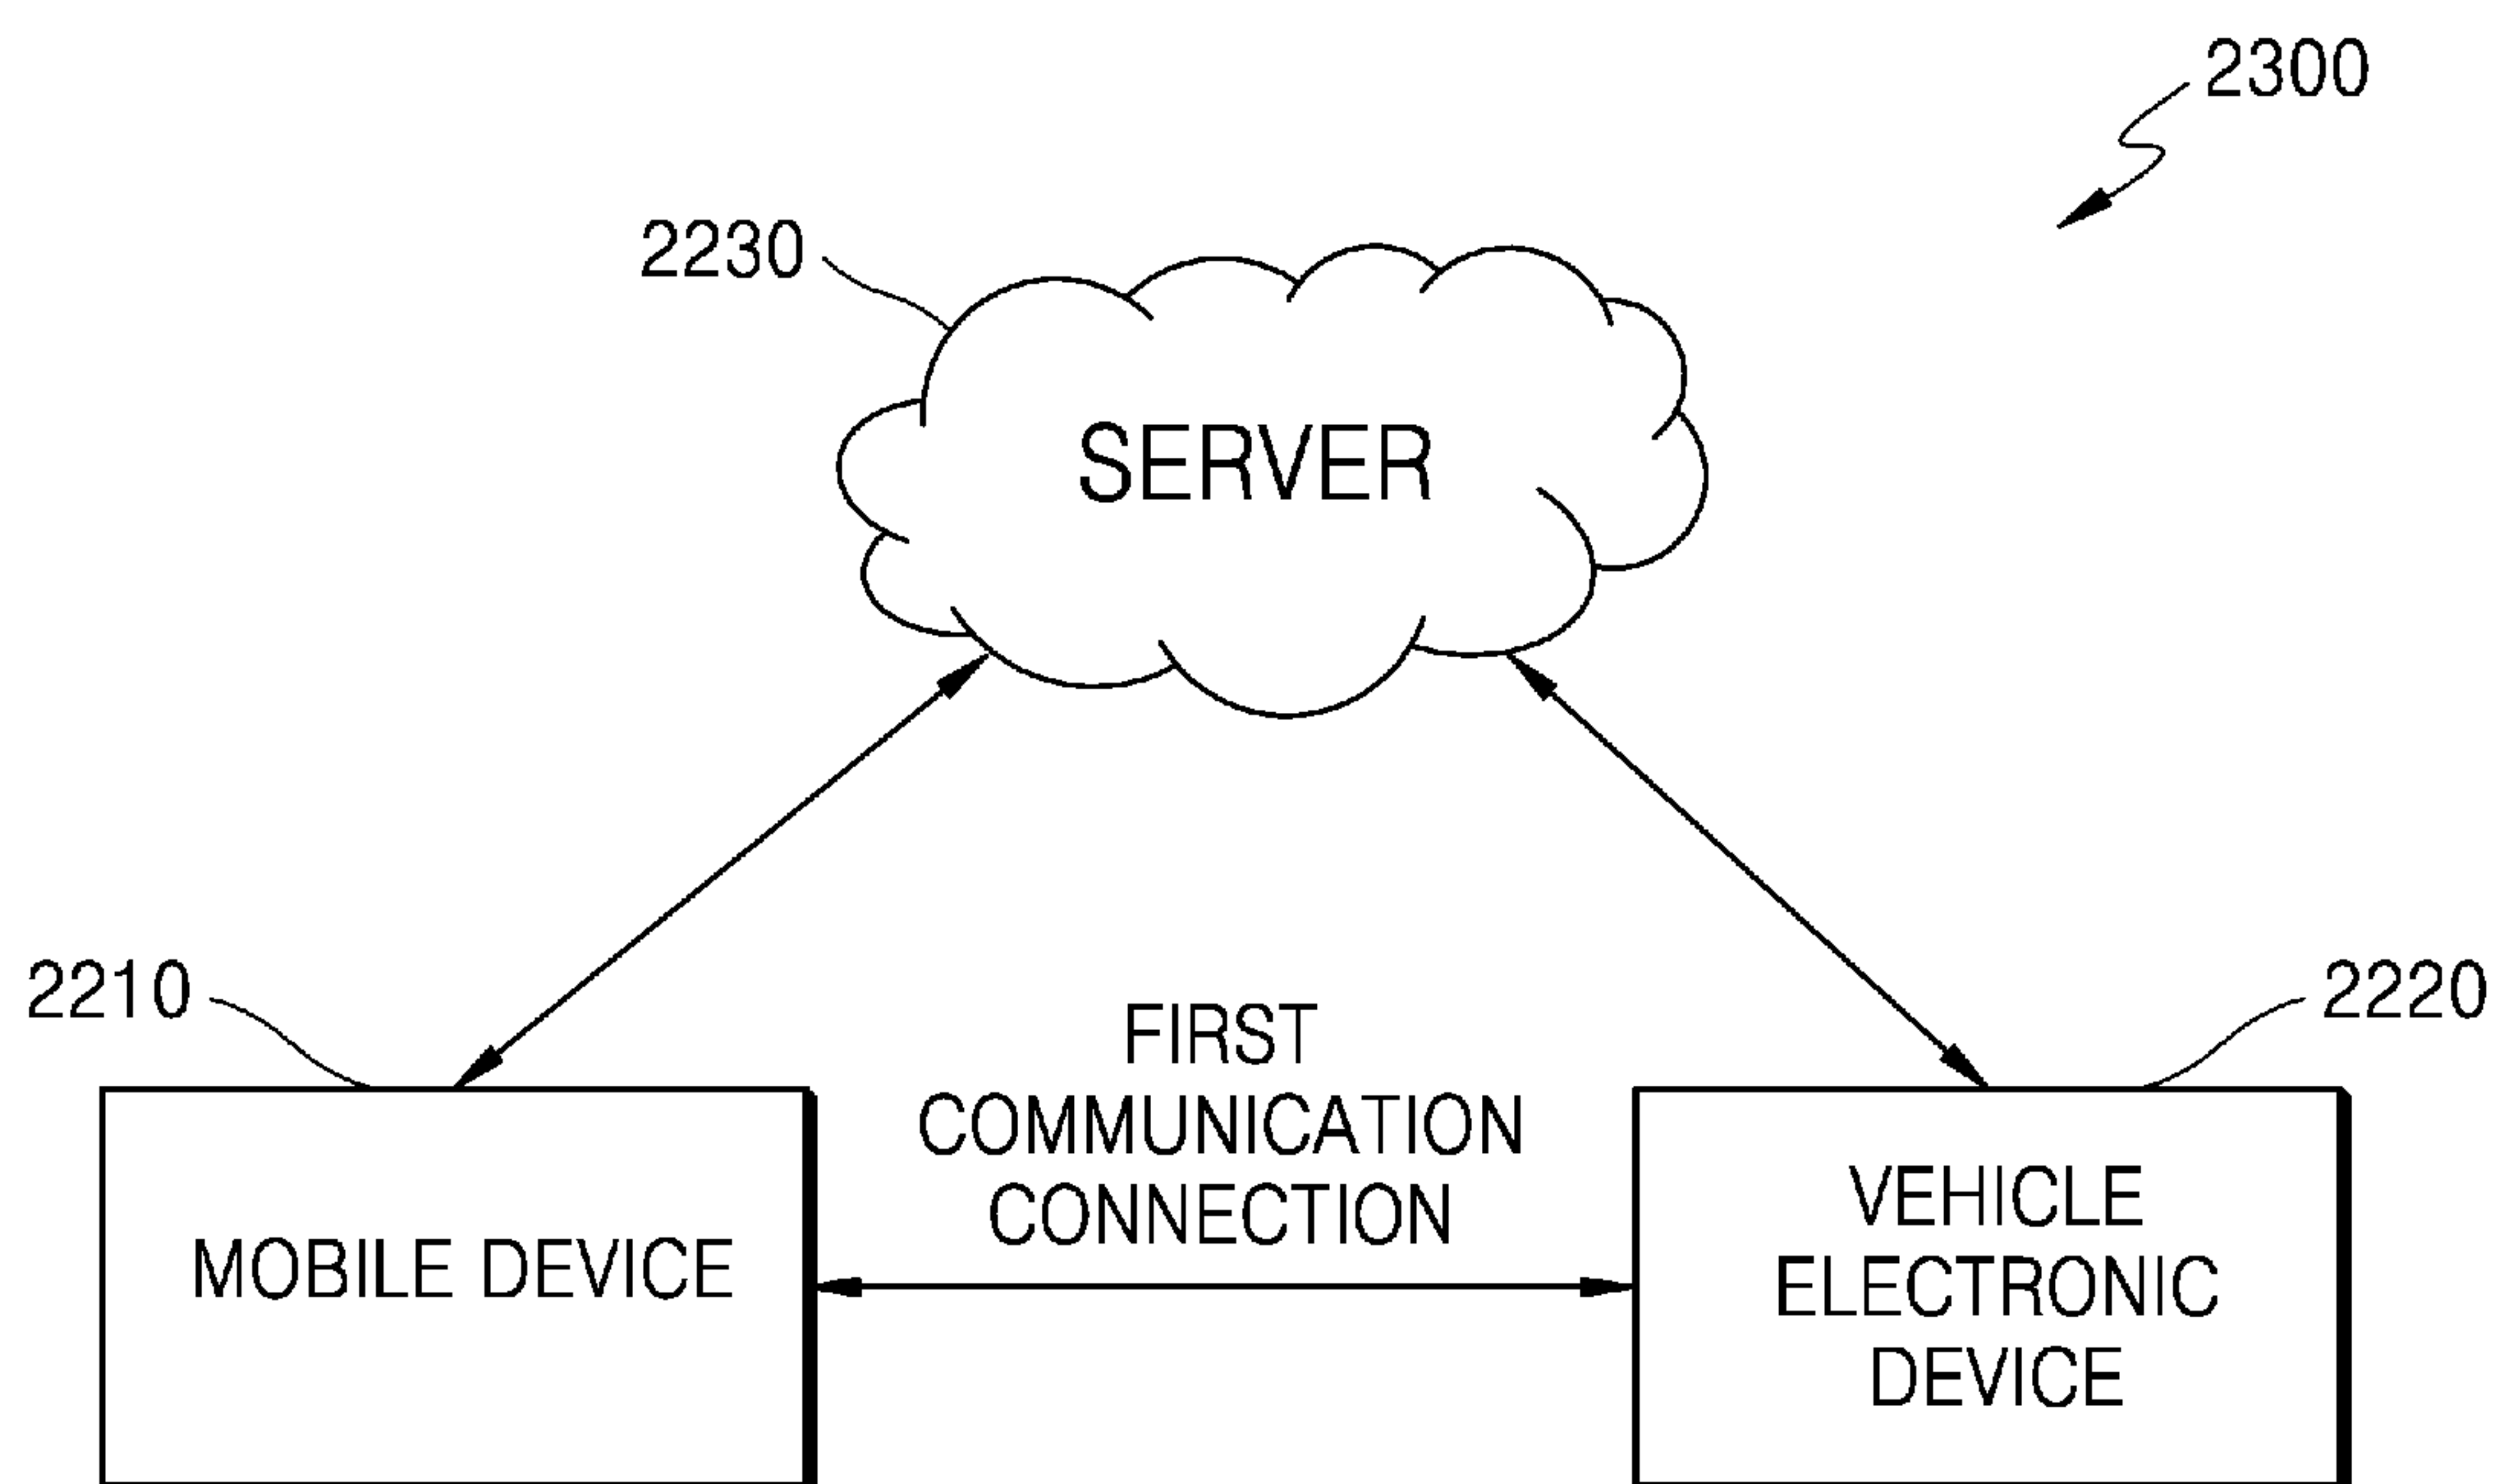 2300
2230
SERVER
2210
2220
FIRST
COMMUNICATION
CONNECTION
MOBILE DEVICE
VEHICLE
ELECTRONIC
DEVICE